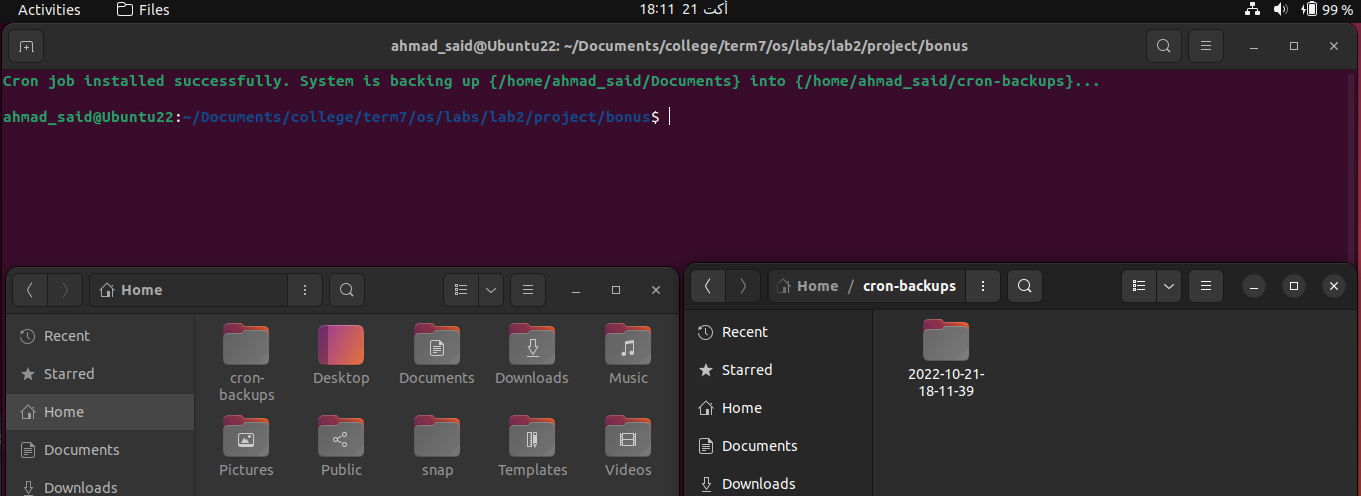 Activities
Files
18:11 21 أكت
99 %
ahmad_said@Ubuntu22: ~/Documents/college/term7/os/labs/lab2/project/bonus
Cron job installed successfully. System is backing up {/home/ahmad_said/Documents} into {/home/ahmad_said/cron-backups}...
ahmad_said@Ubuntu22:~/Documents/college/term7/os/labs/lab2/project/bonus$
Home
Recent
Starred
Home
Documents
Downloads
cron-
backups
Desktop
Documents
Downloads
Music
Pictures
Public
snap
Templates
Videos
Home / cron-backups
Recent
Starred
Home
Documents
Downloads
2022-10-21-
18-11-39